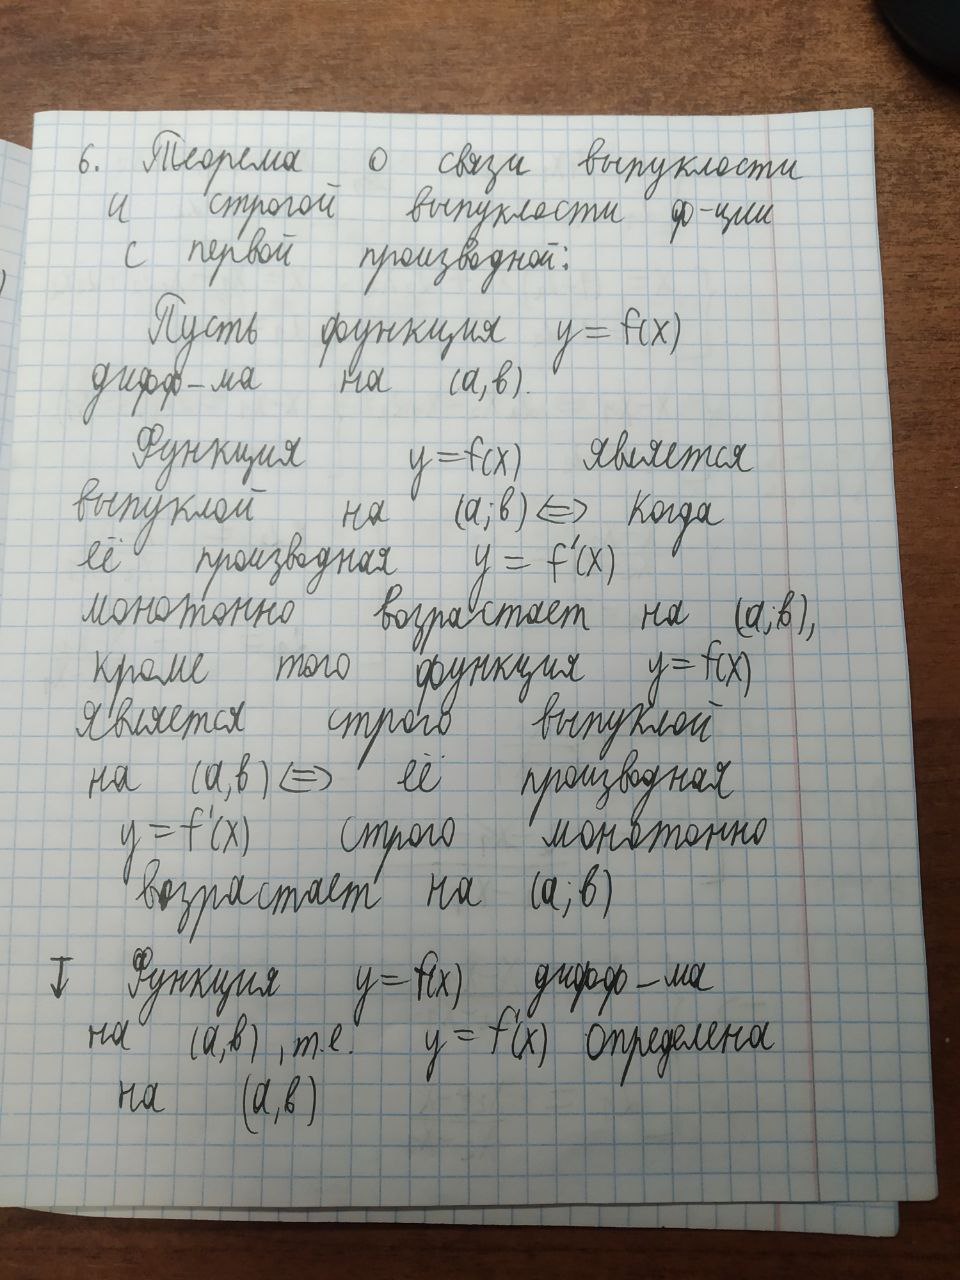 6. Теорема о связи выпуклости
и строгой выпуклости ф-ции
с первой производной:
Пусть функция y = f(x)
дифф-ма на (a,b).
Функция y = f(x) является
выпуклой на (a;b) <=> когда
её производная y = f'(x)
монотонно возрастает на (a;b),
кроме того функция y = f(x)
является строго выпуклой
на (a,b) <=> её производная
y = f'(x) строго монотонно
возрастает на (a;b)
Функция y = f(x) дифф-ма
на (a,b), т.е. y = f'(x) определена
на (a,b)